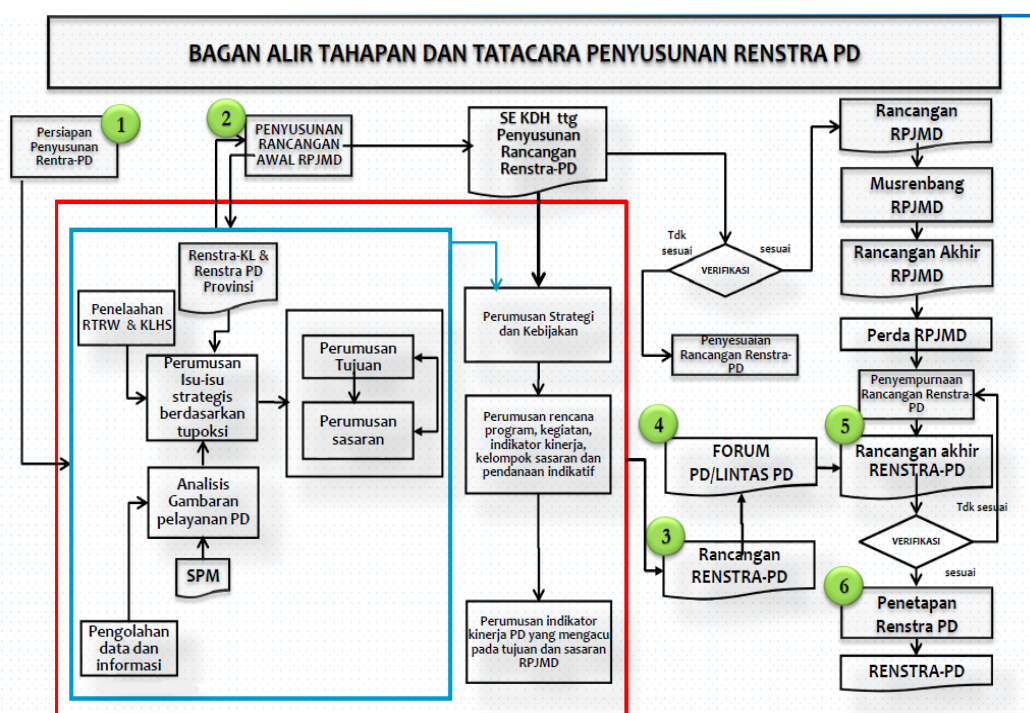 BAGAN ALIR TAHAPAN DAN TATACARA PENYUSUNAN RENSTRA PD
1
Persiapan
Penyusunan
Rentra-PD
2
PENYUSUNAN
RANCANGAN
AWAL RPJMD
SE KDH ttg
Penyusunan
Rancangan
Renstra-PD
Rancangan
RPJMD
Musrenbang
RPJMD
Rancangan Akhir
RPJMD
Perda RPJMD
Tdk
sesuai
sesuai
VERIFIKASI
Penyesuaian
Rancangan Renstra-
PD
Renstra-KL &
Renstra PD
Provinsi
Penelaahan
RTRW & KLHS
Perumusan
Isu-isu
strategis
berdasarkan
tupoksi
Perumusan
Tujuan
Perumusan
sasaran
Analisis
Gambaran
pelayanan PD
SPM
Pengolahan
data dan
informasi
Perumusan Strategi
dan Kebijakan
Perumusan rencana
program, kegiatan,
indikator kinerja,
kelompok sasaran dan
pendanaan indikatif
Perumusan indikator
kinerja PD yang mengacu
pada tujuan dan sasaran
RPJMD
3
Rancangan
RENSTRA-PD
4
FORUM
PD/LINTAS PD
Penyempurnaan
Rancangan Renstra-
PD
5
Rancangan akhir
RENSTRA-PD
Tdk sesuai
VERIFIKASI
sesuai
6
Penetapan
Renstra PD
RENSTRA-PD